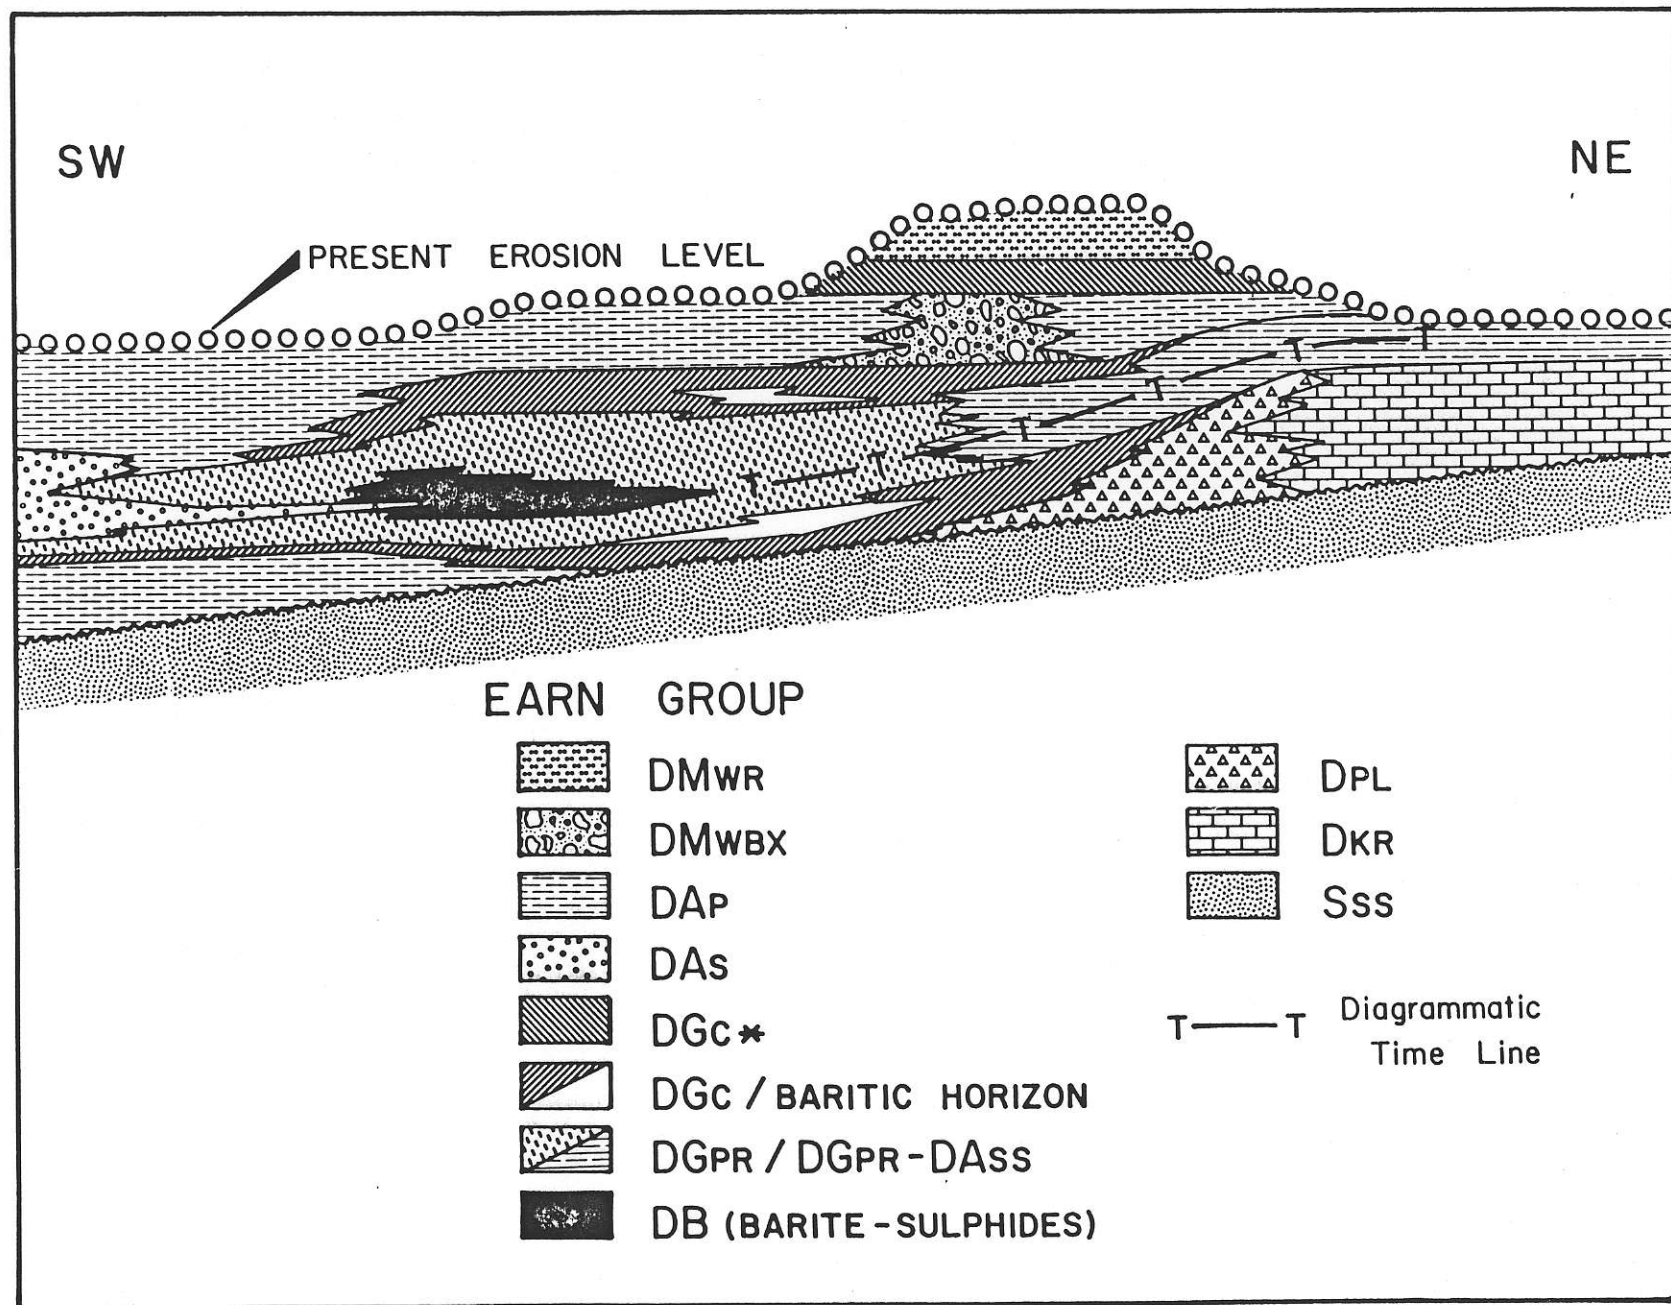 SW
NE
PRESENT EROSION LEVEL
T T T T T T
EARN GROUP
DMWR
DMWBX
DAP
DAS
DGC*
DGC / BARITIC HORIZON
DGPR / DGPR-DASS
DB (BARITE-SULPHIDES)
DPL
DKR
SSS
T T Diagrammatic
Time Line